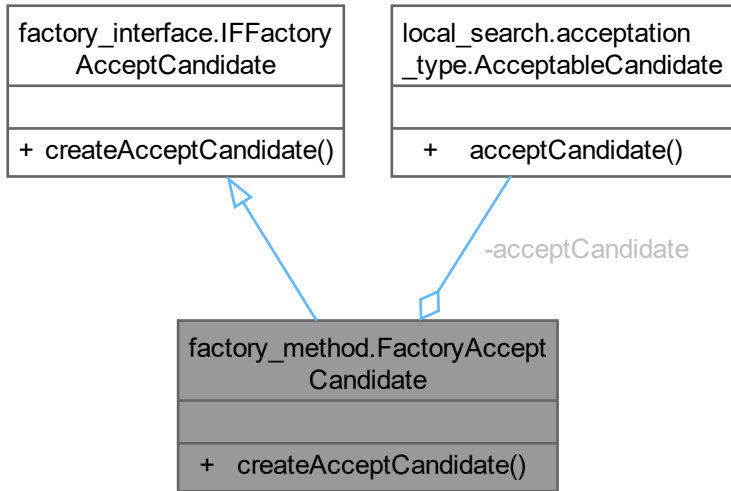 factory_interface.IFFactory
AcceptCandidate
+ createAcceptCandidate()
local_search.acceptation
_type.AcceptableCandidate
+ acceptCandidate()
-acceptCandidate
factory_method.FactoryAccept
Candidate
+ createAcceptCandidate()